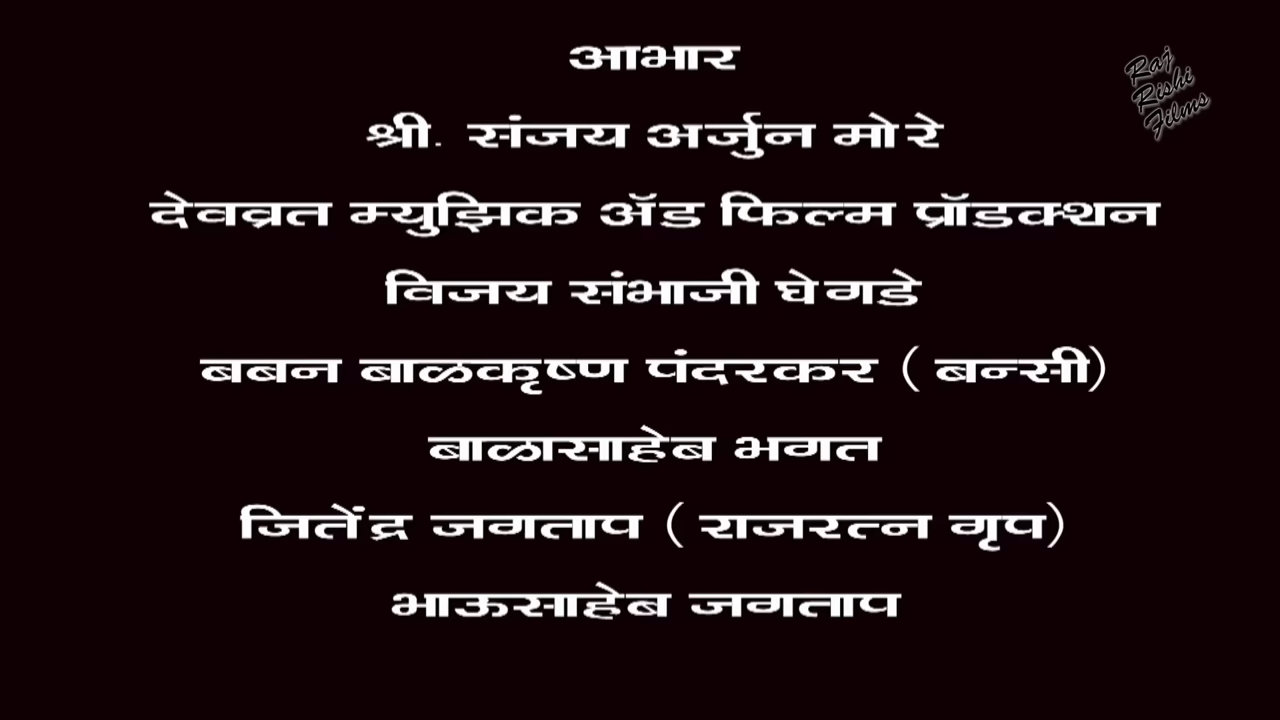 आभार
श्री. संजय अर्जुन मोरे
देवव्रत म्युझिक अॅड फिल्म प्रॉडक्शन
विजय संभाजी घेगडे
बबन बाळकृष्ण पंदरकर ( बन्सी)
बाळासाहेब भगत
जितेंद्र जगताप ( राजरत्न गृप)
भाऊसाहेब जगताप
Raj
Rishi
Films